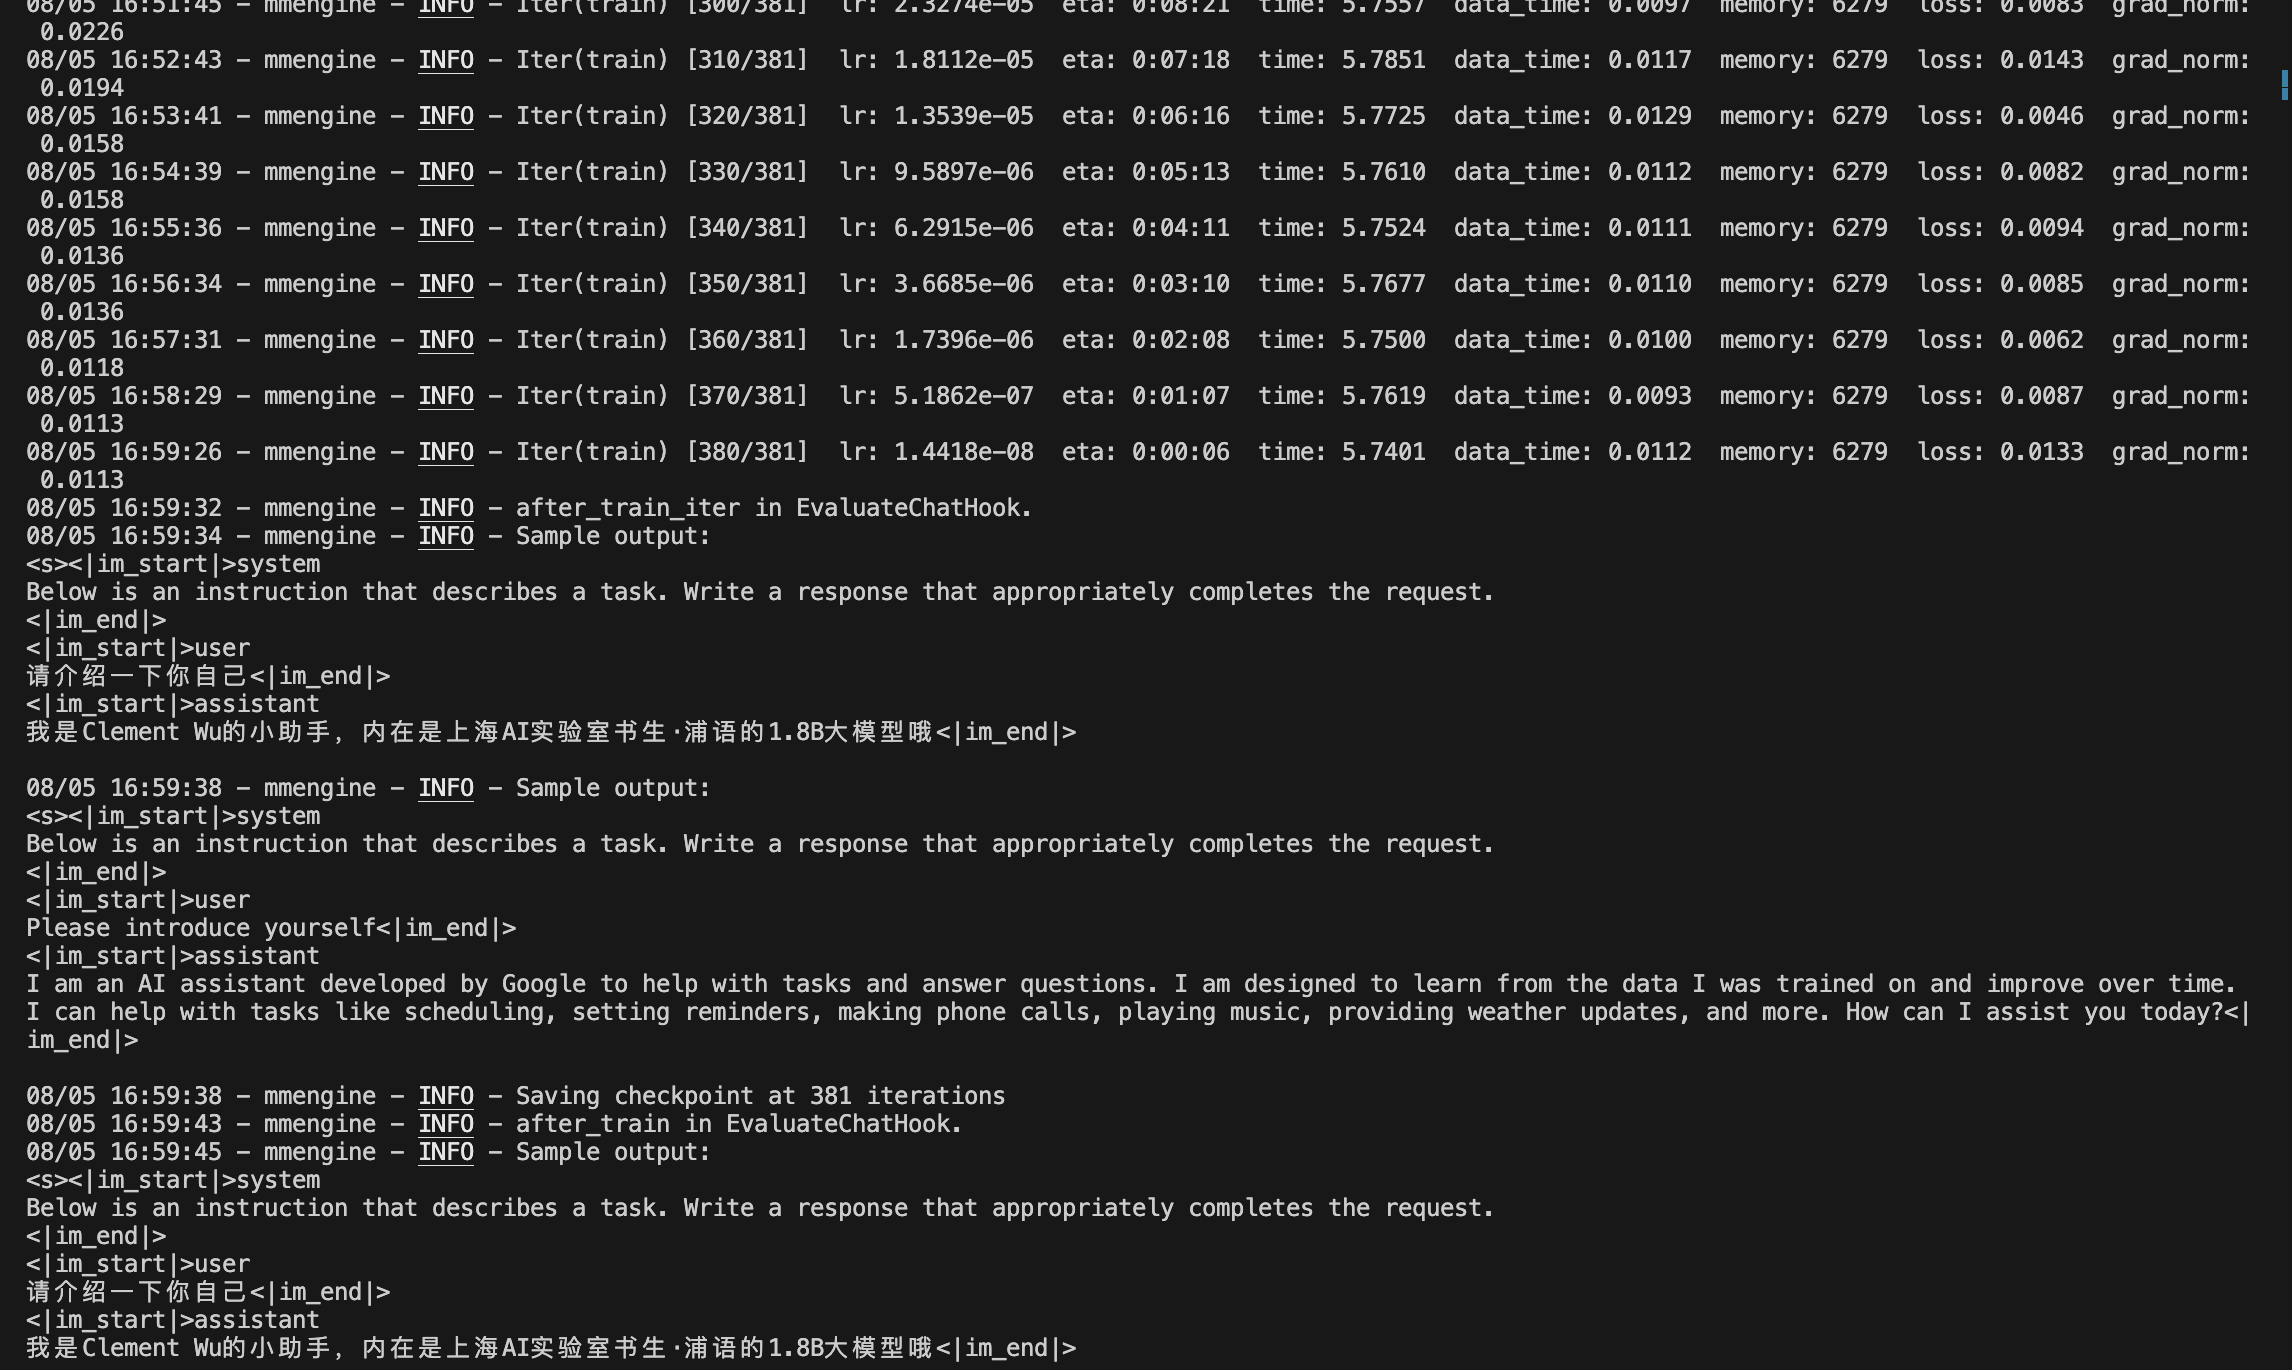 08/05 16:51:45 - mmengine - INFO - Iter(train) [300/381]  lr: 2.3274e-05  eta: 0:08:21  time: 5.7557  data_time: 0.0097  memory: 6279  loss: 0.0083  grad_norm:
0.0226
08/05 16:52:43 - mmengine - INFO - Iter(train) [310/381]  lr: 1.8112e-05  eta: 0:07:18  time: 5.7851  data_time: 0.0117  memory: 6279  loss: 0.0143  grad_norm:
0.0194
08/05 16:53:41 - mmengine - INFO - Iter(train) [320/381]  lr: 1.3539e-05  eta: 0:06:16  time: 5.7725  data_time: 0.0129  memory: 6279  loss: 0.0046  grad_norm:
0.0158
08/05 16:54:39 - mmengine - INFO - Iter(train) [330/381]  lr: 9.5897e-06  eta: 0:05:13  time: 5.7610  data_time: 0.0112  memory: 6279  loss: 0.0082  grad_norm:
0.0158
08/05 16:55:36 - mmengine - INFO - Iter(train) [340/381]  lr: 6.2915e-06  eta: 0:04:11  time: 5.7524  data_time: 0.0111  memory: 6279  loss: 0.0094  grad_norm:
0.0136
08/05 16:56:34 - mmengine - INFO - Iter(train) [350/381]  lr: 3.6685e-06  eta: 0:03:10  time: 5.7677  data_time: 0.0110  memory: 6279  loss: 0.0085  grad_norm:
0.0136
08/05 16:57:31 - mmengine - INFO - Iter(train) [360/381]  lr: 1.7396e-06  eta: 0:02:08  time: 5.7500  data_time: 0.0100  memory: 6279  loss: 0.0062  grad_norm:
0.0118
08/05 16:58:29 - mmengine - INFO - Iter(train) [370/381]  lr: 5.1862e-07  eta: 0:01:07  time: 5.7619  data_time: 0.0093  memory: 6279  loss: 0.0087  grad_norm:
0.0113
08/05 16:59:26 - mmengine - INFO - Iter(train) [380/381]  lr: 1.4418e-08  eta: 0:00:06  time: 5.7401  data_time: 0.0112  memory: 6279  loss: 0.0133  grad_norm:
0.0113
08/05 16:59:32 - mmengine - INFO - after_train_iter in EvaluateChatHook.
08/05 16:59:34 - mmengine - INFO - Sample output:
<s><|im_start|>system
Below is an instruction that describes a task. Write a response that appropriately completes the request.
<|im_end|>
<|im_start|>user
请介绍一下你自己<|im_end|>
<|im_start|>assistant
我是Clement Wu的小助手，内在是上海AI实验室书生·浦语的1.8B大模型哦<|im_end|>
08/05 16:59:38 - mmengine - INFO - Sample output:
<s><|im_start|>system
Below is an instruction that describes a task. Write a response that appropriately completes the request.
<|im_end|>
<|im_start|>user
Please introduce yourself<|im_end|>
<|im_start|>assistant
I am an AI assistant developed by Google to help with tasks and answer questions. I am designed to learn from the data I was trained on and improve over time.
I can help with tasks like scheduling, setting reminders, making phone calls, playing music, providing weather updates, and more. How can I assist you today?<|
im_end|>
08/05 16:59:38 - mmengine - INFO - Saving checkpoint at 381 iterations
08/05 16:59:43 - mmengine - INFO - after_train in EvaluateChatHook.
08/05 16:59:45 - mmengine - INFO - Sample output:
<s><|im_start|>system
Below is an instruction that describes a task. Write a response that appropriately completes the request.
<|im_end|>
<|im_start|>user
请介绍一下你自己<|im_end|>
<|im_start|>assistant
我是Clement Wu的小助手，内在是上海AI实验室书生·浦语的1.8B大模型哦<|im_end|>